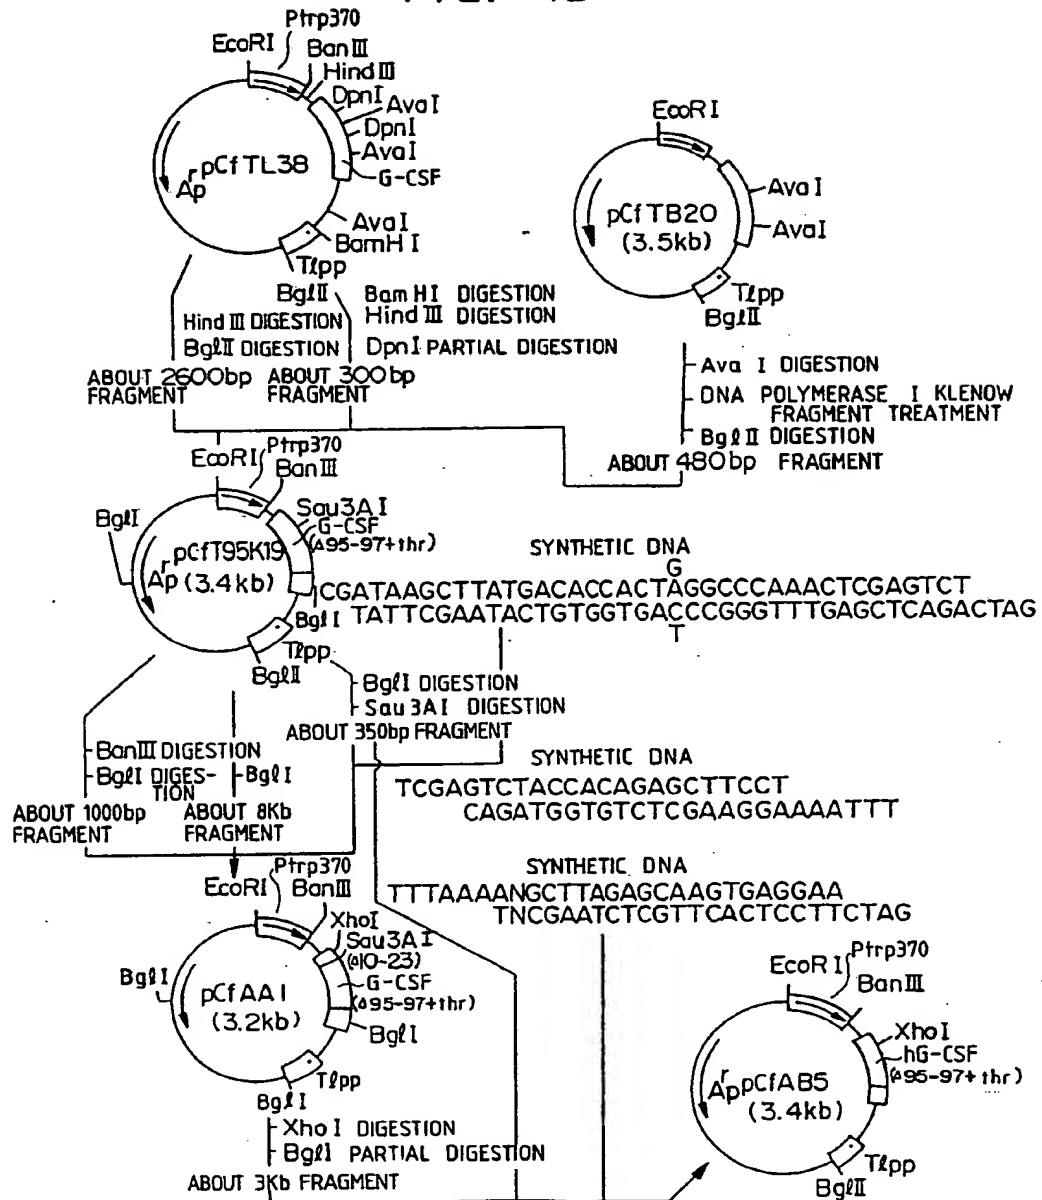 Ptrp370
EcoRI
BanIII
HindIII
DpnI
AvaI
DpnI
AvaI
G-CSF
pCfTL38
Apr
AvaI
BamHI
Tlpp
BglII
EcoRI
AvaI
pCfTB20
(3.5kb)
AvaI
Tlpp
BglII
HindIII DIGESTION
BglII DIGESTION
ABOUT 2600bp
FRAGMENT
BamHI DIGESTION
HindIII DIGESTION
DpnI PARTIAL DIGESTION
ABOUT 300bp
FRAGMENT
AvaI DIGESTION
DNA POLYMERASE I KLENOW
FRAGMENT TREATMENT
BglII DIGESTION
ABOUT 480bp FRAGMENT
EcoRI
Ptrp370
BanIII
BglI
Sau3AI
G-CSF
(Δ95-97+thr)
pCfT95K19
Apr
(3.4kb)
BglI
Tlpp
BglII
SYNTHETIC DNA
G
CGATAAGCTTATGACACCACTAGGCCCAAACTCGAGTCT
TATTCGAATACTGTGGTGACCCGGGTTTGAGCTCAGACTAG
T
BglI DIGESTION
Sau3AI DIGESTION
ABOUT 350bp FRAGMENT
BanIII DIGESTION
BglI DIGES-
TION
ABOUT 1000bp
FRAGMENT
BglI
ABOUT 8Kb
FRAGMENT
SYNTHETIC DNA
TCGAGTCTACCACAGAGCTTCCT
CAGATGGTGTCTCGAAGGAAAATTT
SYNTHETIC DNA
TTTAAAANGCTTAGAGCAAGTGAGGAA
TNCGAATCTCGTTCACTCCTTCTAG
Ptrp370
EcoRI
BanIII
XhoI
Sau3AI
(Δ10-23)
G-CSF
(Δ95-97+thr)
BglI
BglI
pCfAA1
(3.2kb)
Tlpp
BglI
XhoI DIGESTION
BglI PARTIAL DIGESTION
ABOUT 3Kb FRAGMENT
EcoRI
Ptrp370
BanIII
XhoI
hG-CSF
(Δ95-97+thr)
Apr
pCfAB5
(3.4kb)
Tlpp
BglII